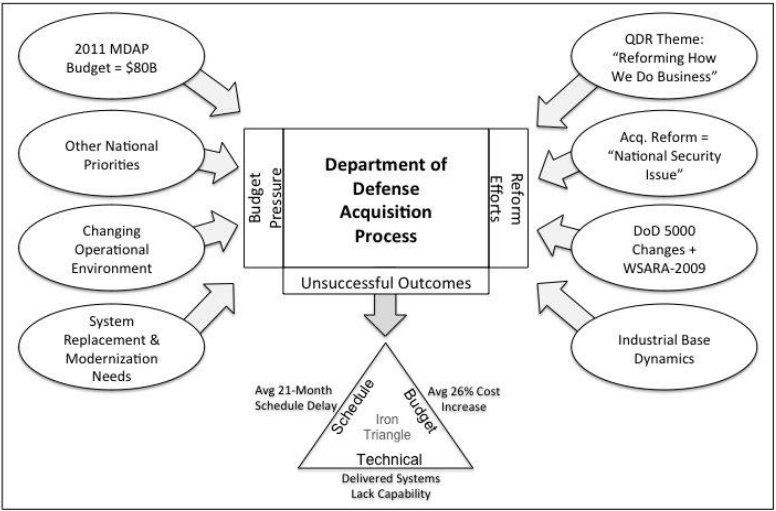 2011 MDAP
Budget = $80B
Other National
Priorities
Changing
Operational
Environment
System
Replacement &
Modernization
Needs
Budget
Pressure
Department of
Defense
Acquisition
Process
Reform
Efforts
Unsuccessful Outcomes
QDR Theme:
“Reforming How
We Do Business”
Acq. Reform =
“National Security
Issue”
DoD 5000
Changes +
WSARA-2009
Industrial Base
Dynamics
Avg 21-Month
Schedule Delay
Schedule
Iron
Triangle
Budget
Avg 26% Cost
Increase
Technical
Delivered Systems
Lack Capability